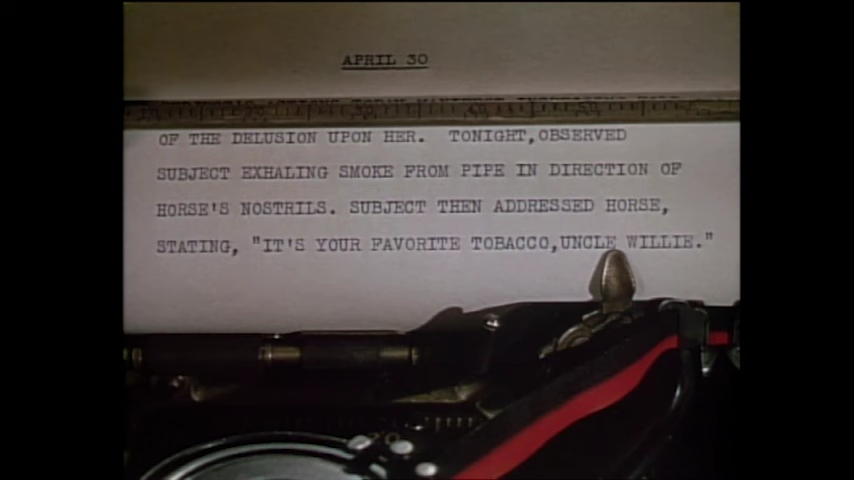 APRIL 30
OF THE DELUSION UPON HER. TONIGHT,OBSERVED
SUBJECT EXHALING SMOKE FROM PIPE IN DIRECTION OF
HORSE'S NOSTRILS. SUBJECT THEN ADDRESSED HORSE,
STATING, "IT'S YOUR FAVORITE TOBACCO,UNCLE WILLIE."